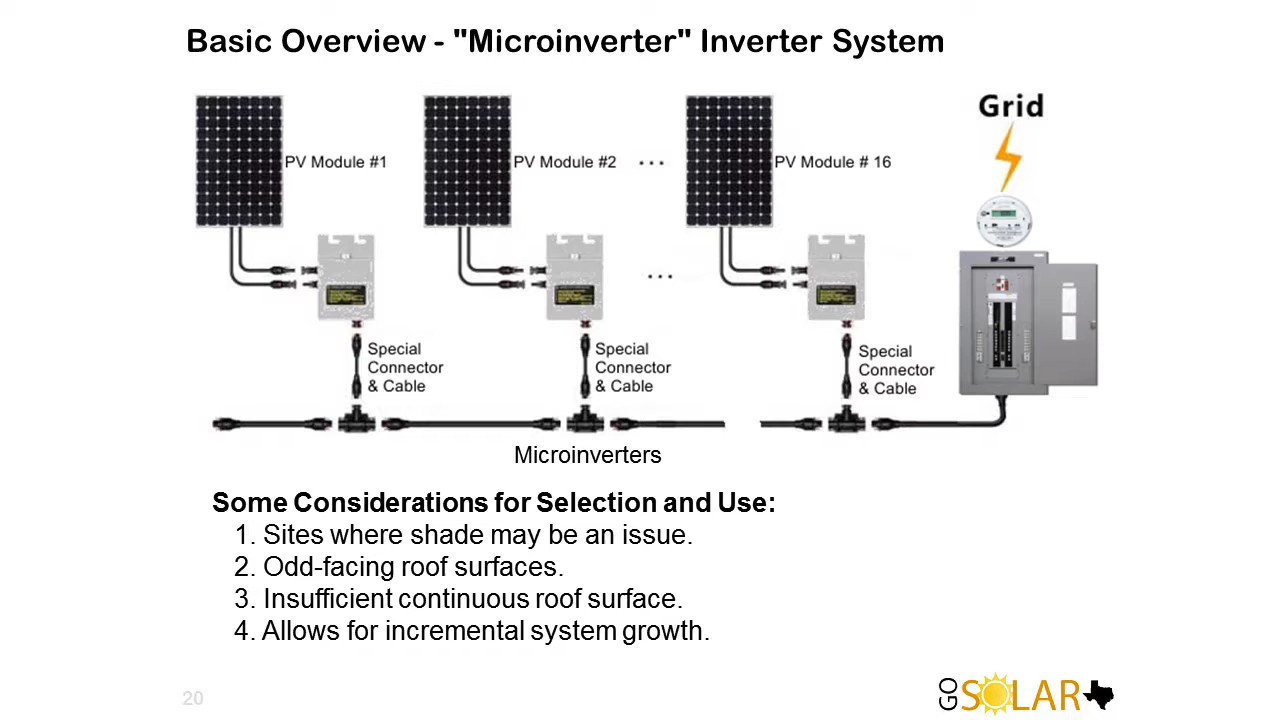 Basic Overview - "Microinverter" Inverter System
Grid
PV Module #1
PV Module #2
...
PV Module # 16
...
Special
Connector
& Cable
Special
Connector
& Cable
Special
Connector
& Cable
Microinverters
Some Considerations for Selection and Use:
1. Sites where shade may be an issue.
2. Odd-facing roof surfaces.
3. Insufficient continuous roof surface.
4. Allows for incremental system growth.
20
GO SOLAR